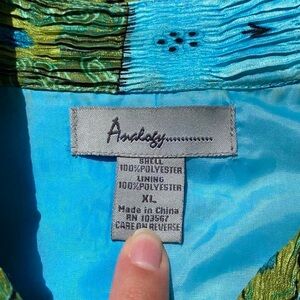 Analogy............
SHELL
100%POLYESTER
LINING
100%POLYESTER
XL
Made in China
RN 103567
CARE ON REVERSE